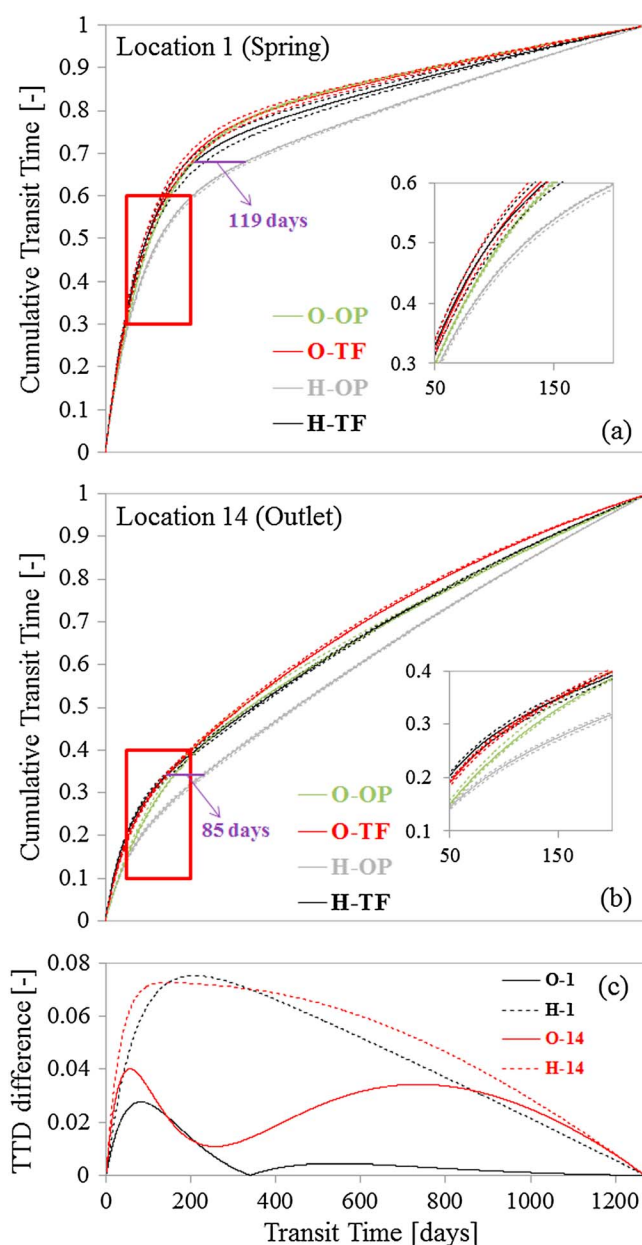 Location 1 (Spring)
Cumulative Transit Time [-]
1
0.9
0.8
0.7
0.6
0.5
0.4
0.3
0.2
0.1
0
119 days
O-OP
O-TF
H-OP
H-TF
0.6
0.5
0.4
0.3
50
150
(a)
Location 14 (Outlet)
Cumulative Transit Time [-]
1
0.9
0.8
0.7
0.6
0.5
0.4
0.3
0.2
0.1
0
85 days
O-OP
O-TF
H-OP
H-TF
0.4
0.3
0.2
0.1
50
150
(b)
TTD difference [-]
0.08
0.06
0.04
0.02
0
O-1
H-1
O-14
H-14
(c)
0 200 400 600 800 1000 1200
Transit Time [days]